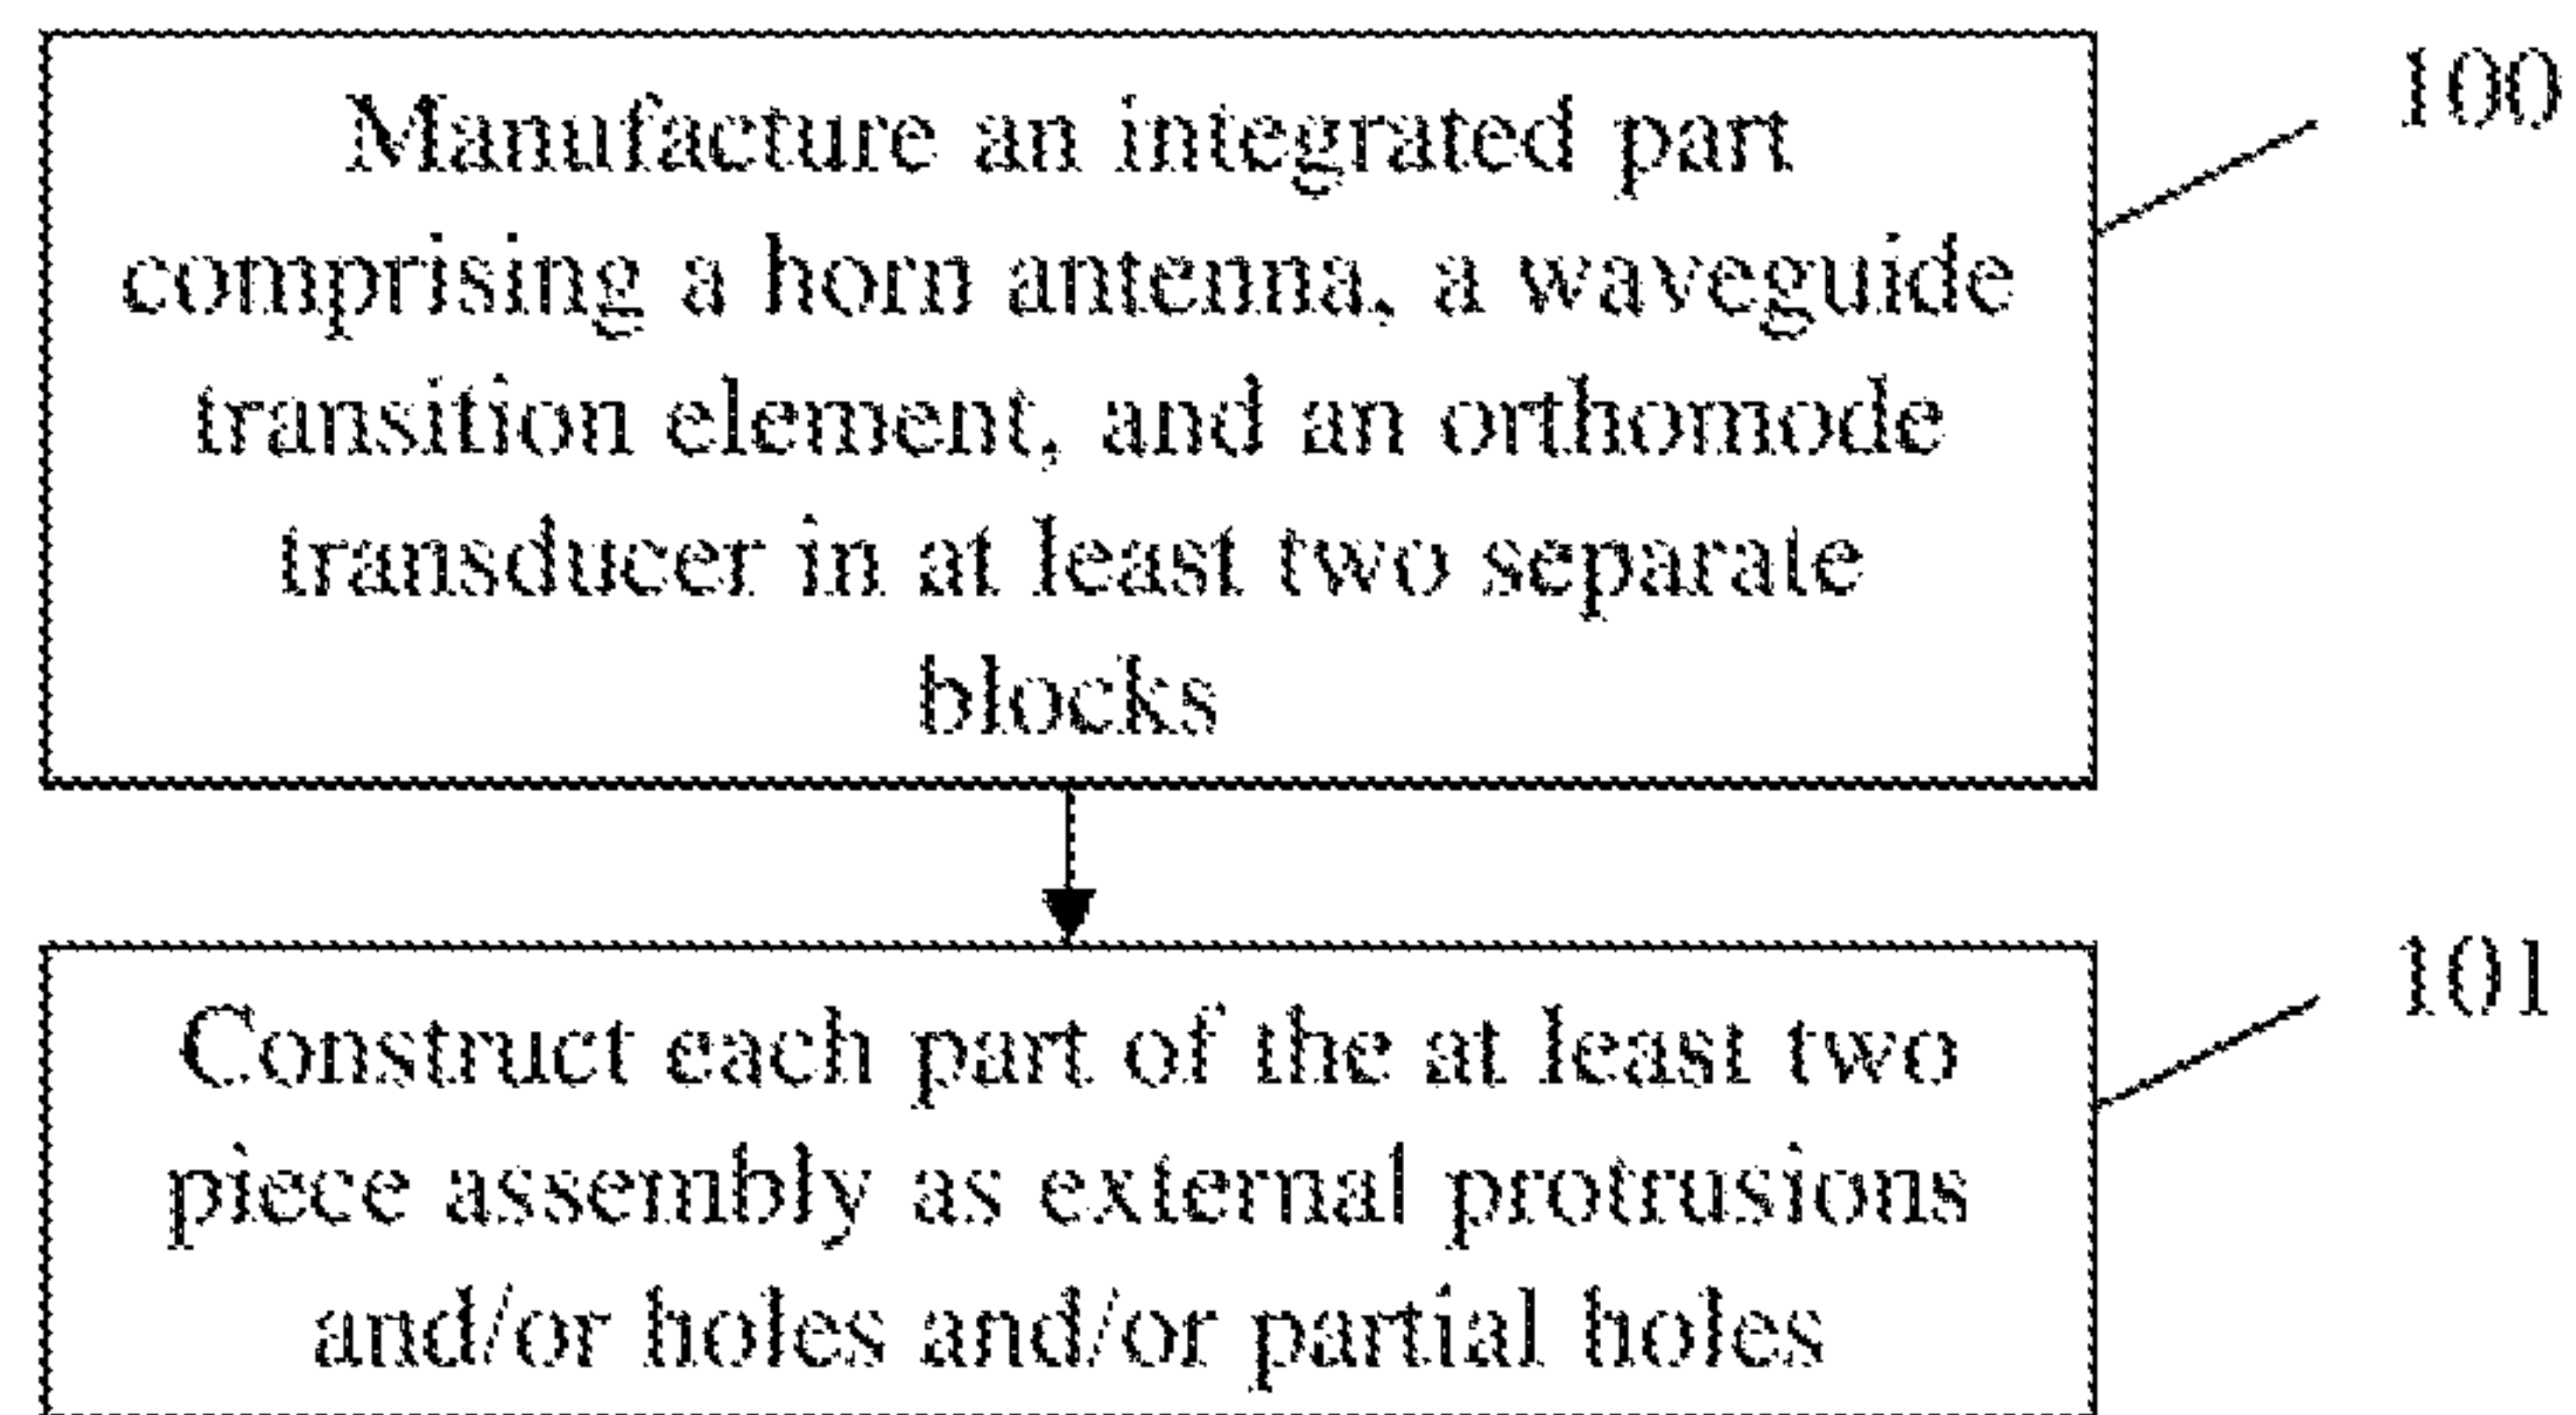 Manufacture an integrated part
comprising a horn antenna, a waveguide
transition element, and an orthomode
transducer in at least two separate
blocks
100
Construct each part of the at least two
piece assembly as external protrusions
and/or holes and/or partial holes
101